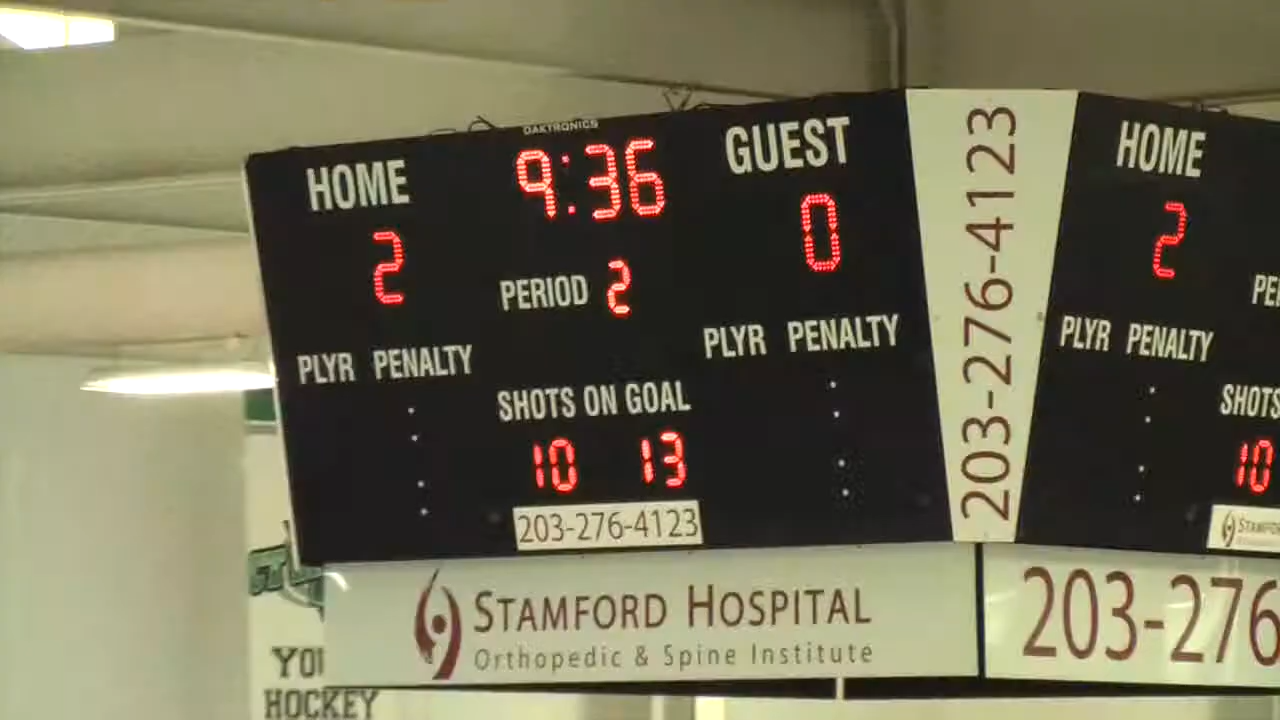 DAKTRONICS
HOME 9:36 GUEST
2 0
PERIOD 2
PLYR PENALTY PLYR PENALTY
SHOTS ON GOAL
10 13
203-276-4123
STAMFORD HOSPITAL
Orthopedic & Spine Institute
203-276-4123
HOME
2
PLYR PENALTY
SHOTS
10
203-276
HOCKEY